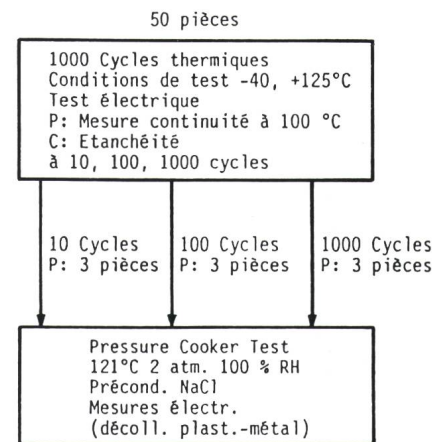 50 pièces
1000 Cycles thermiques
Conditions de test -40, +125°C
Test électrique
P: Mesure continuité à 100 °C
C: Etanchéité
à 10, 100, 1000 cycles
10 Cycles
P: 3 pièces
100 Cycles
P: 3 pièces
1000 Cycles
P: 3 pièces
Pressure Cooker Test
121°C 2 atm. 100 % RH
Précond. NaCl
Mesures électr.
(décoll. plast.-métal)